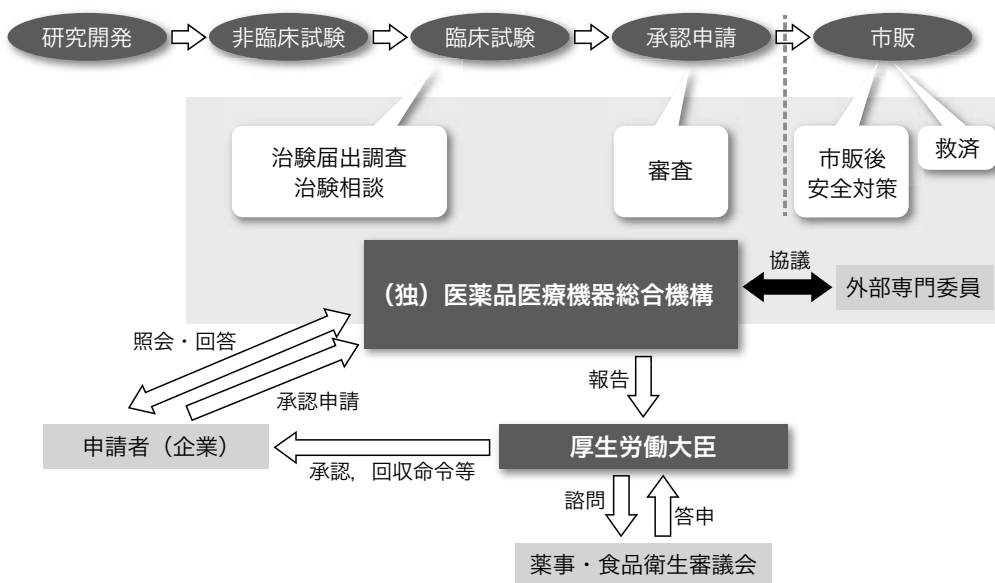 研究開発
非臨床試験
臨床試験
承認申請
市販
治験届出調査
治験相談
審査
市販後
安全対策
救済
（独）医薬品医療機器総合機構
協議
外部専門委員
照会・回答
承認申請
報告
申請者（企業）
承認，回収命令等
厚生労働大臣
諮問
答申
薬事・食品衛生審議会